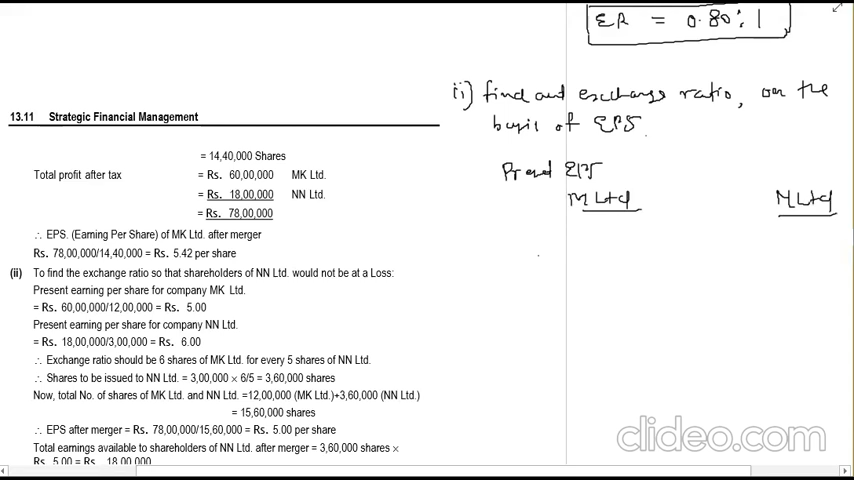 ER = 0.80:1
13.11 Strategic Financial Management
= 14,40,000 Shares
Total profit after tax = Rs. 60,00,000 MK Ltd.
= Rs. 18,00,000 NN Ltd.
= Rs. 78,00,000
∴ EPS. (Earning Per Share) of MK Ltd. after merger
Rs. 78,00,000/14,40,000 = Rs. 5.42 per share
(ii) To find the exchange ratio so that shareholders of NN Ltd. would not be at a Loss:
Present earning per share for company MK Ltd.
= Rs. 60,00,000/12,00,000 = Rs. 5.00
Present earning per share for company NN Ltd.
= Rs. 18,00,000/3,00,000 = Rs. 6.00
∴ Exchange ratio should be 6 shares of MK Ltd. for every 5 shares of NN Ltd.
∴ Shares to be issued to NN Ltd. = 3,00,000 × 6/5 = 3,60,000 shares
Now, total No. of shares of MK Ltd. and NN Ltd. =12,00,000 (MK Ltd.)+3,60,000 (NN Ltd.)
= 15,60,000 shares
∴ EPS after merger = Rs. 78,00,000/15,60,000 = Rs. 5.00 per share
Total earnings available to shareholders of NN Ltd. after merger = 3,60,000 shares ×
Rs. 5.00 = Rs. 18,00,000
ii) find out exchange ratio, on the
basis of EPS.
EPS
M Ltd N Ltd
clideo.com